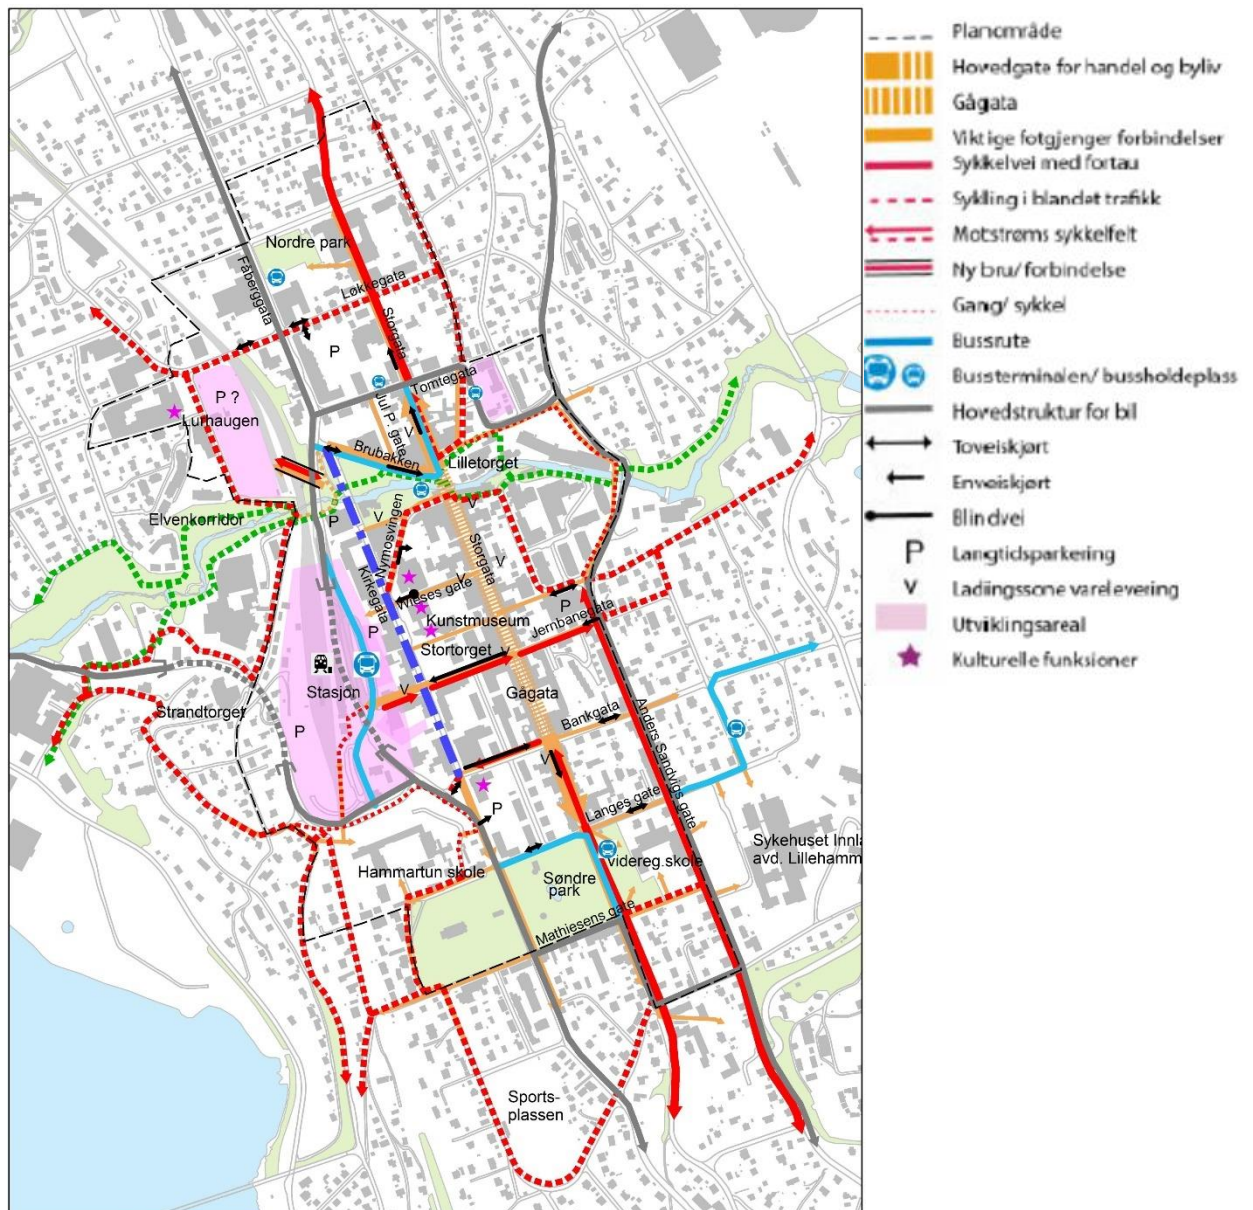 Nordre park
Fåberggata
Løkkegata
Storgata
P
Tomtegata
P ?
Lurhaugen
Jul P. gate
V
Brubakken
Lilletorget
Elvenkorridor
P
V
V
Nymosvingen
Storgata
Kirkegata
V
V
Wieses gate
P
P
Kunstmuseum
Jernbanegata
Stortorget
V
Stasjon
V
Gågata
Strandtorget
P
Bankgata
V
Anders Sandvigs gate
P
Langes gate
Sykehuset Innla
avd. Lillehamm
Hammartun skole
videreg.skole
Søndre
park
Mathiesens gate
Sports-
plassen
Planområde
Hovedgate for handel og byliv
Gågata
Viktige fotgjenger forbindelser
Sykkelvei med fortau
Sykling i blandet trafikk
Motstrøms sykkelfelt
Ny bru/ forbindelse
Gang/ sykkel
Bussrute
Bussterminalen/ bussholdeplass
Hovedstruktur for bil
Toveiskjørt
Enveiskjørt
Blindvei
P Langtidsparkering
V Ladiingssone varelevering
Utviklingsareal
Kulturelle funksjoner